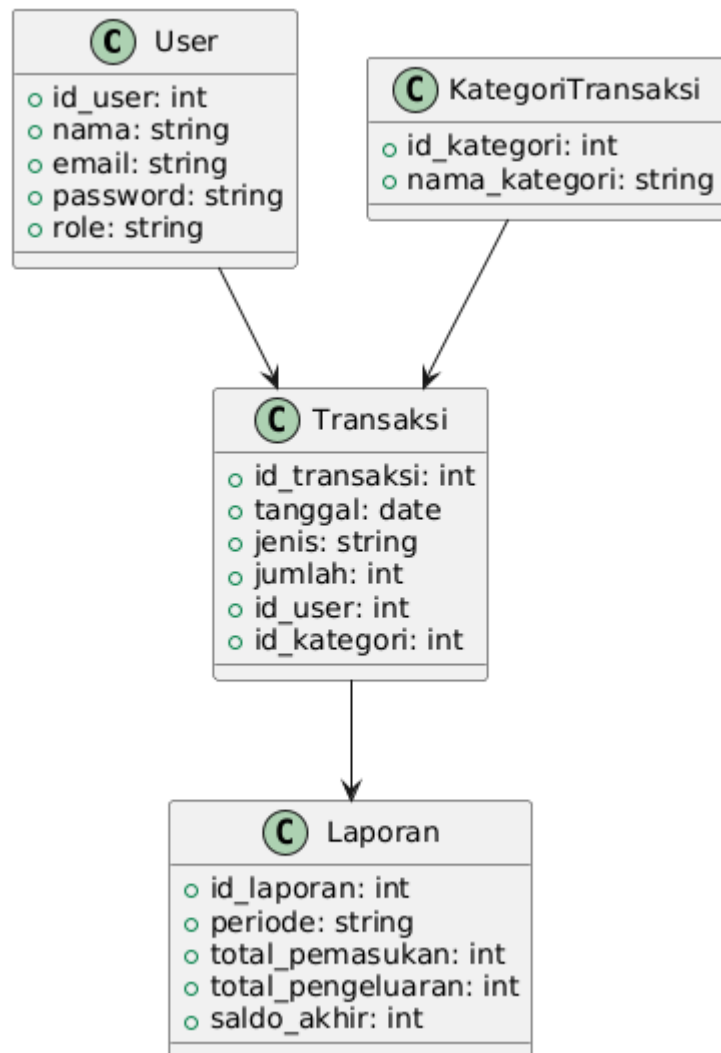 C User
+ id_user: int
+ nama: string
+ email: string
+ password: string
+ role: string
C KategoriTransaksi
+ id_kategori: int
+ nama_kategori: string
C Transaksi
id_transaksi: int
tanggal: date
jenis: string
jumlah: int
id_user: int
id_kategori: int
C Laporan
id_laporan: int
periode: string
total_pemasukan: int
total_pengeluaran: int
saldo_akhir: int